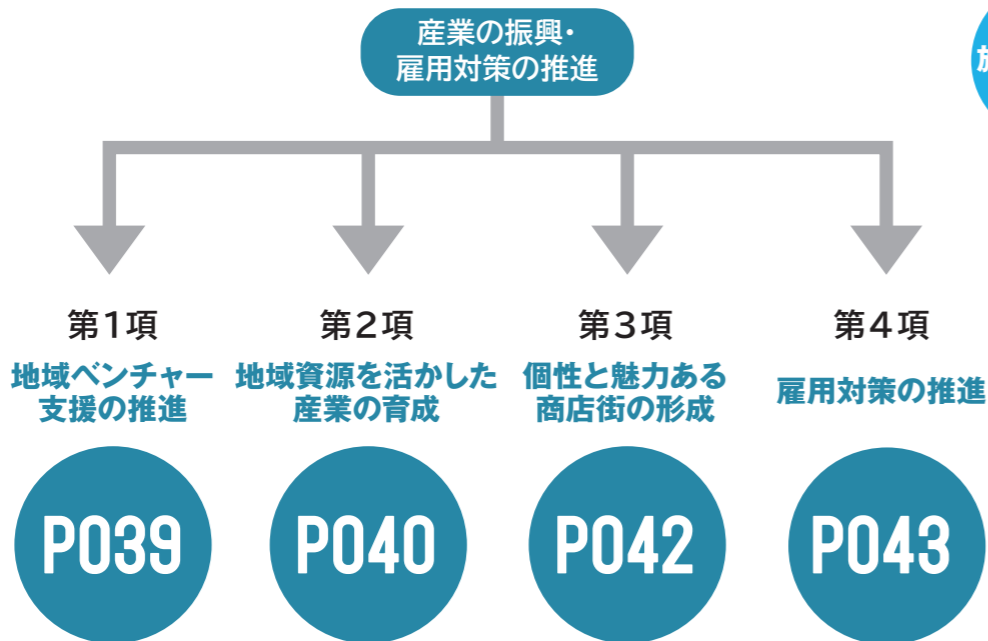 産業の振興・
雇用対策の推進
第1項
地域ベンチャー
支援の推進
P039
第2項
地域資源を活かした
産業の育成
P040
第3項
個性と魅力ある
商店街の形成
P042
第4項
雇用対策の推進
P043